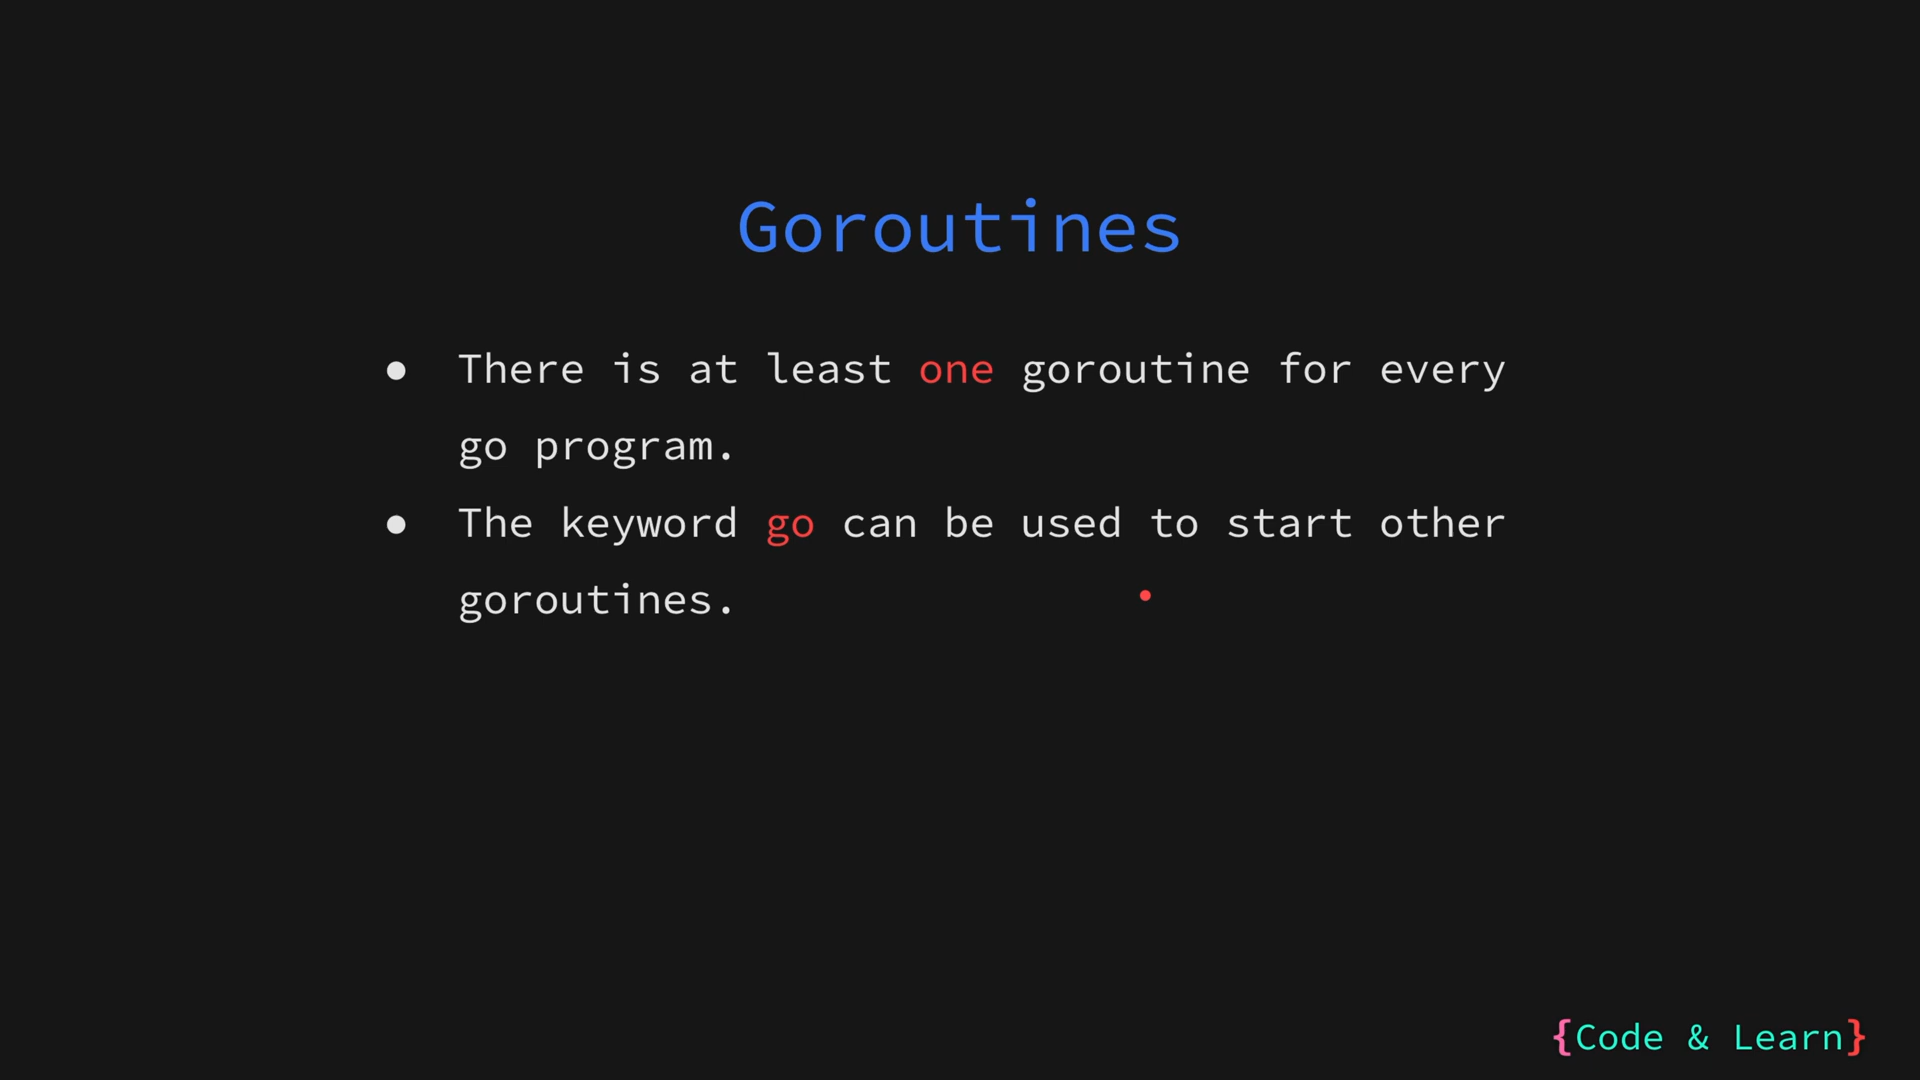 Goroutines
● There is at least one goroutine for every
go program.
● The keyword go can be used to start other
goroutines.
{Code & Learn}